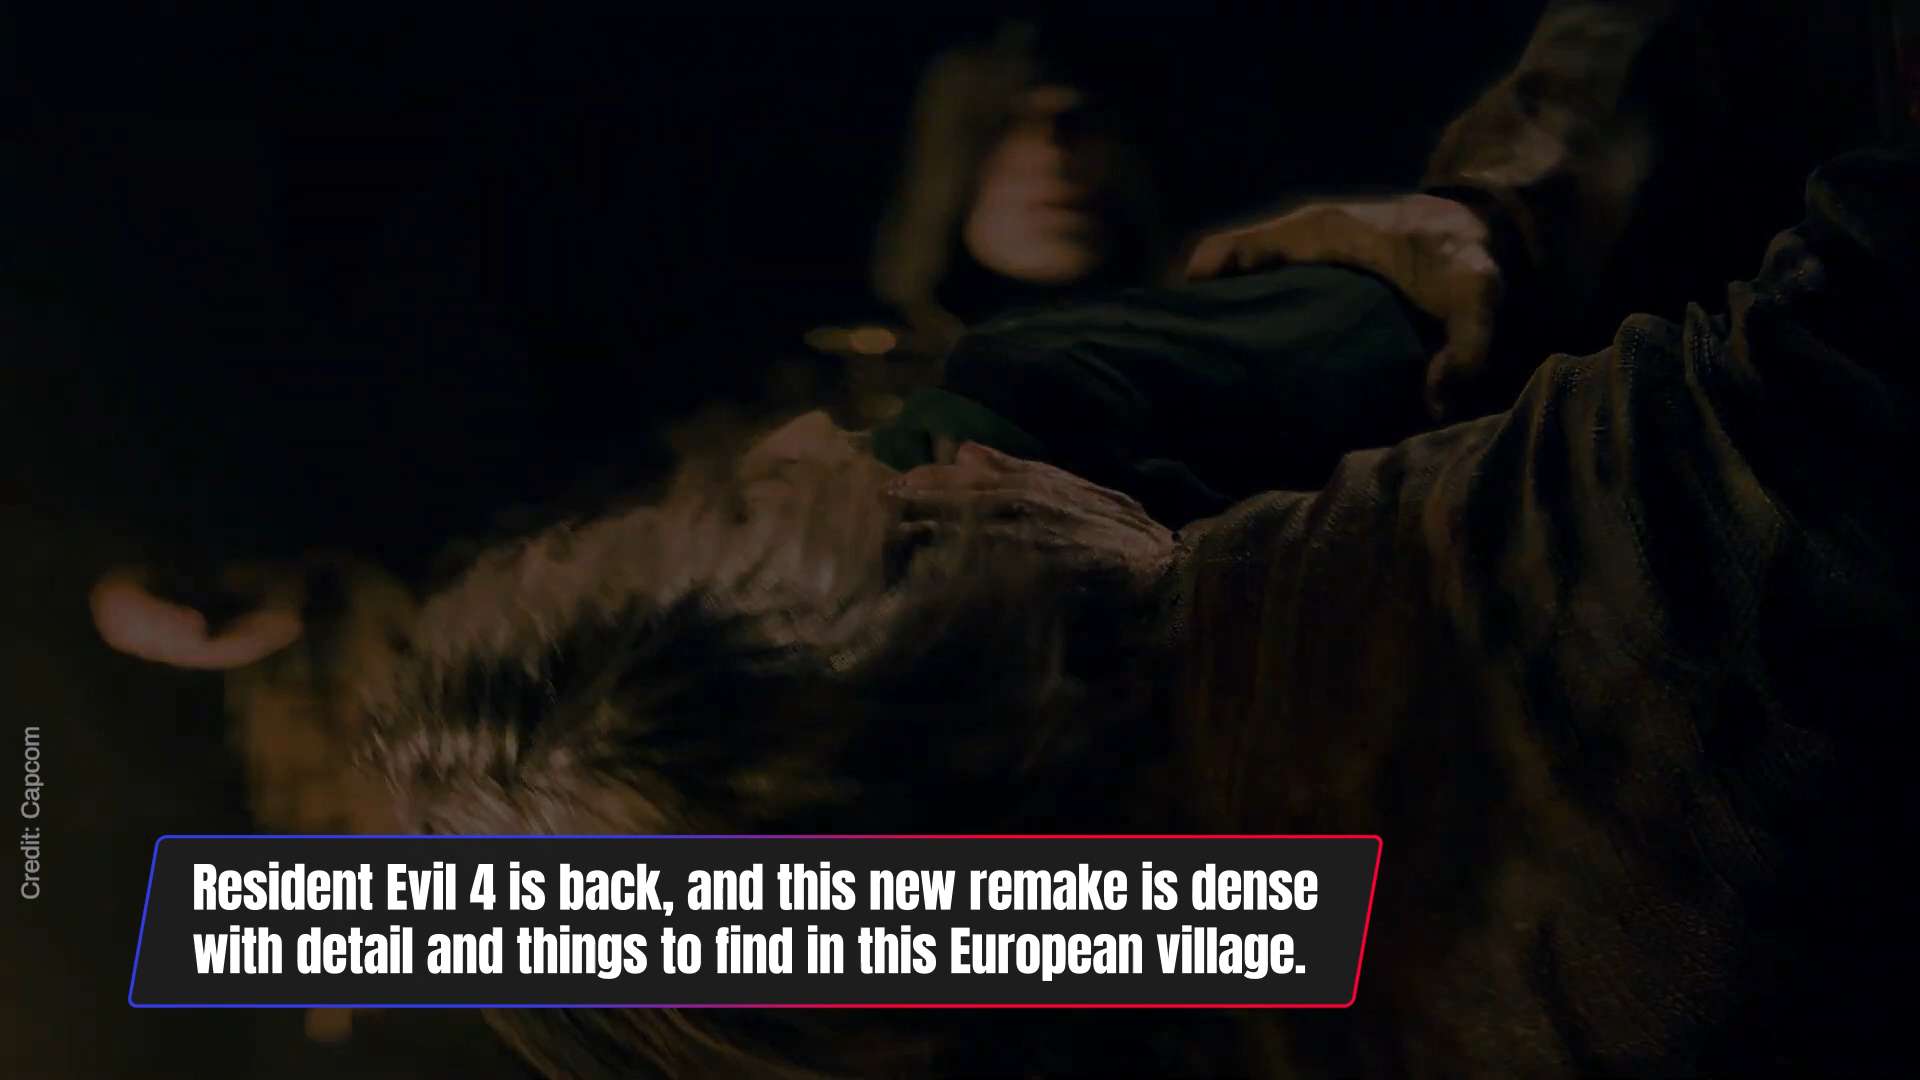 Credit: Capcom
Resident Evil 4 is back, and this new remake is dense
with detail and things to find in this European village.